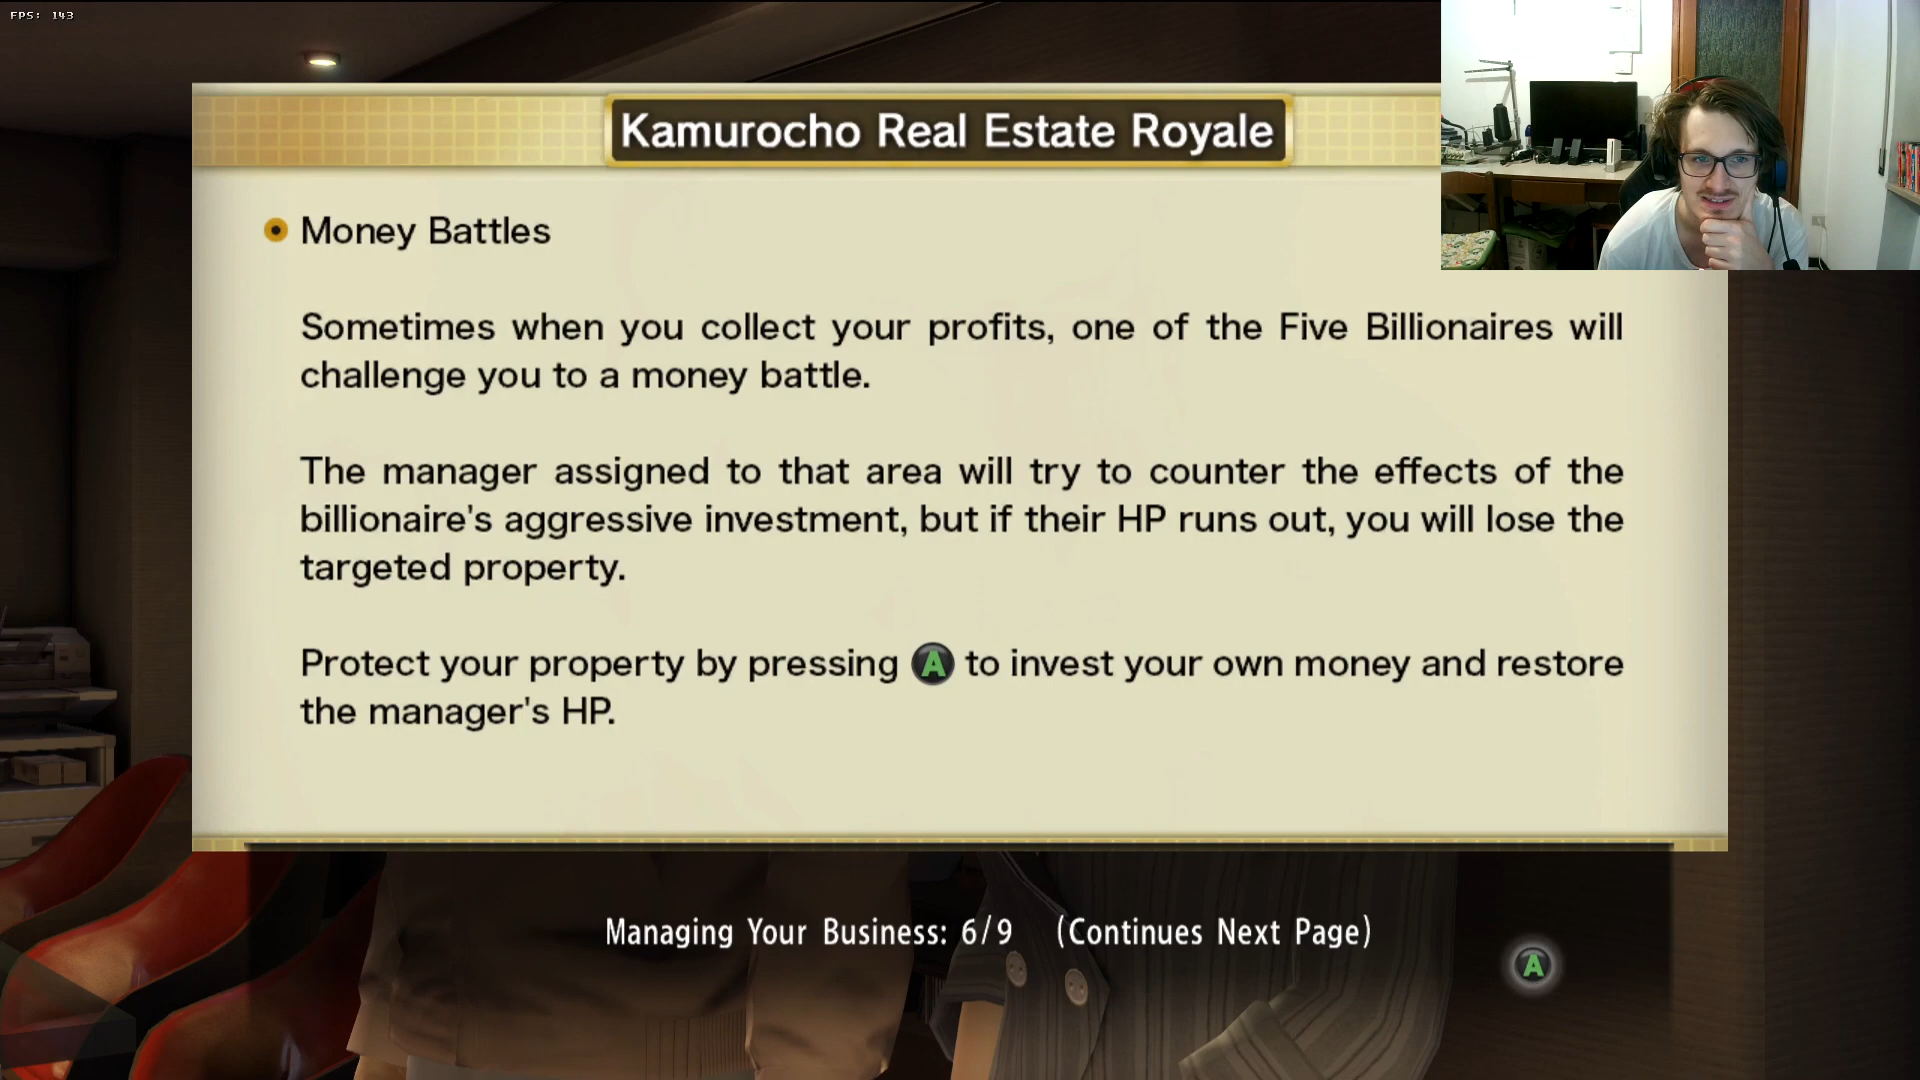 FPS: 143
Kamurocho Real Estate Royale
Money Battles
Sometimes when you collect your profits, one of the Five Billionaires will
challenge you to a money battle.
The manager assigned to that area will try to counter the effects of the
billionaire's aggressive investment, but if their HP runs out, you will lose the
targeted property.
Protect your property by pressing A to invest your own money and restore
the manager's HP.
Managing Your Business: 6/9 (Continues Next Page)
A